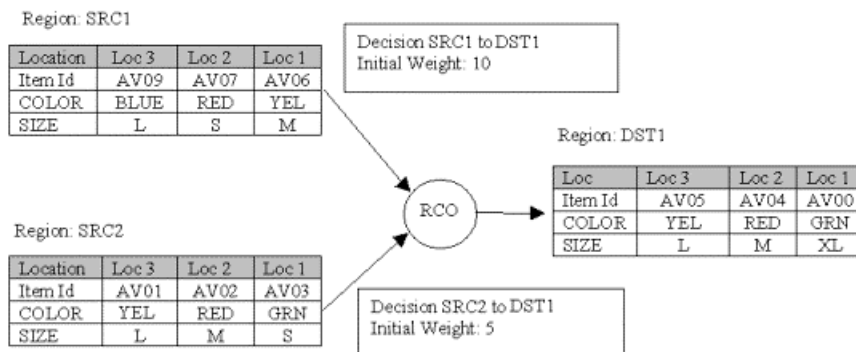 Region: SRC1
Location Loc 3 Loc 2 Loc 1
Item Id AV09 AV07 AV06
COLOR BLUE RED YEL
SIZE L S M
Decision SRC1 to DST1
Initial Weight: 10
Region: DST1
Loc Loc 3 Loc 2 Loc 1
Item Id AV05 AV04 AV00
COLOR YEL RED GRN
SIZE L M XL
RCO
Region: SRC2
Location Loc 3 Loc 2 Loc 1
Item Id AV01 AV02 AV03
COLOR YEL RED GRN
SIZE L M S
Decision SRC2 to DST1
Initial Weight: 5